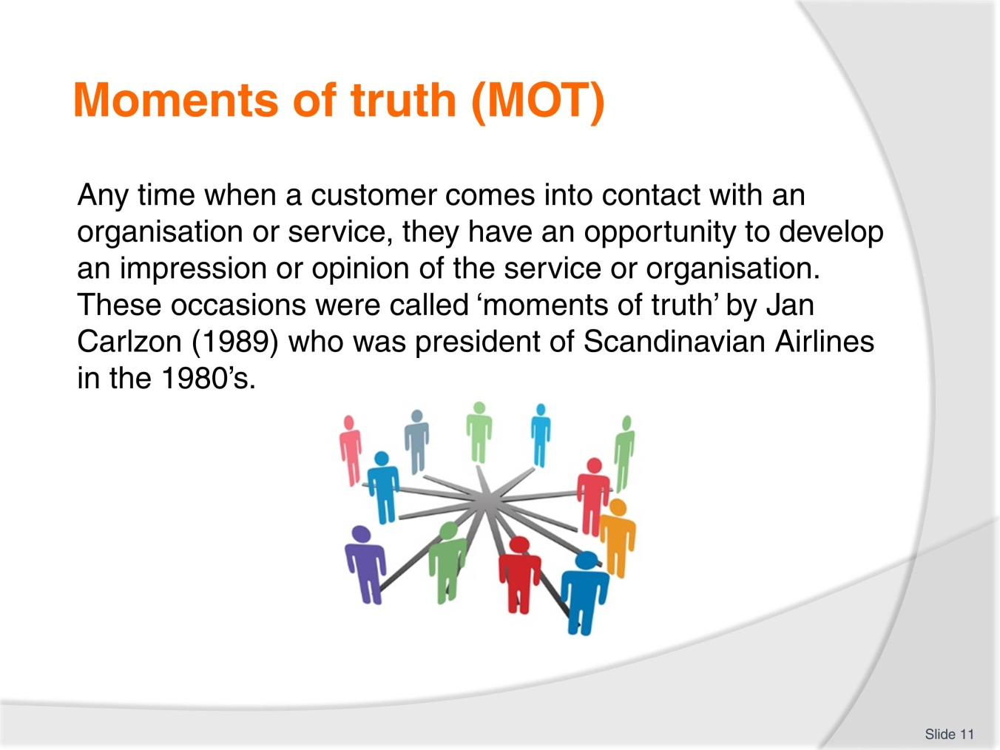 Moments of truth (MOT)
Any time when a customer comes into contact with an
organisation or service, they have an opportunity to develop
an impression or opinion of the service or organisation.
These occasions were called ‘moments of truth’ by Jan
Carlzon (1989) who was president of Scandinavian Airlines
in the 1980’s.
Slide 11